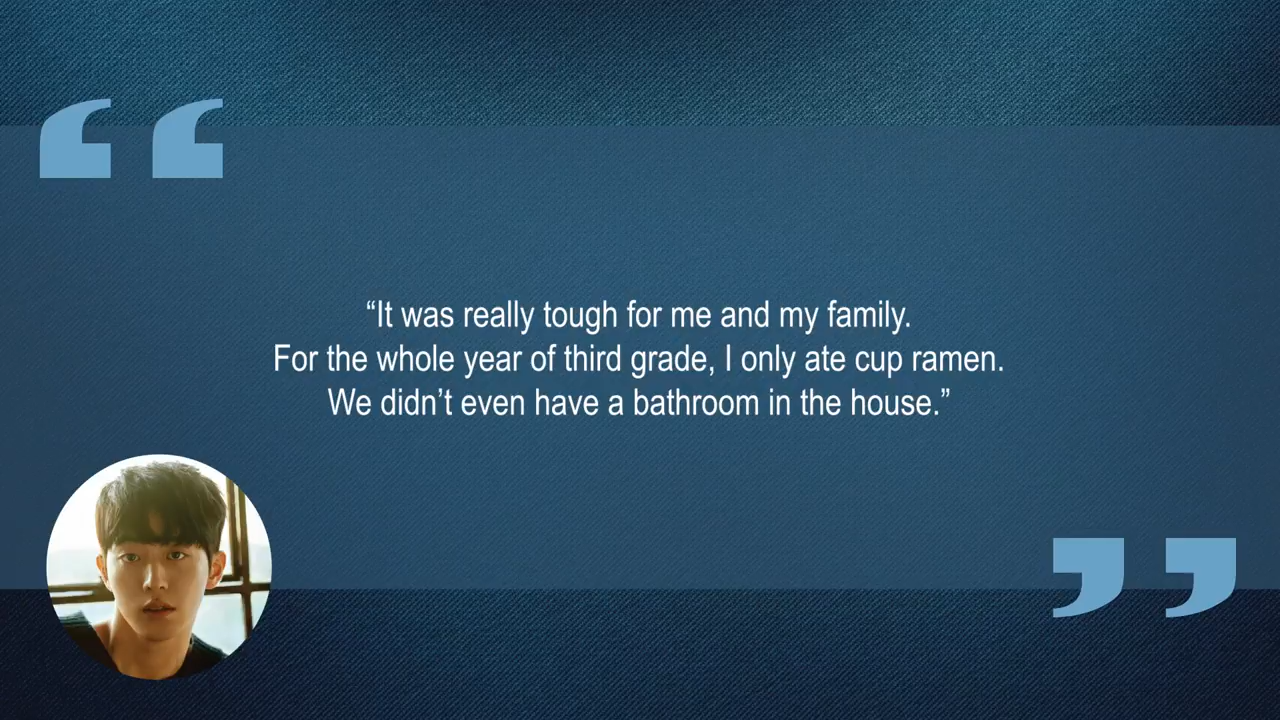 “It was really tough for me and my family.
For the whole year of third grade, I only ate cup ramen.
We didn’t even have a bathroom in the house.”